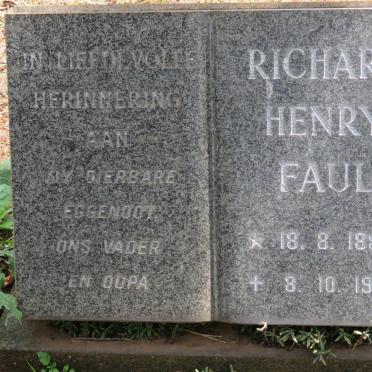 IN LIEFDEVOLLE
HERINNERING
AAN
MY DIERBARE
EGGENOOT
ONS VADER
EN OUPA
RICHAR
HENRY
FAUL
★ 18. 8. 18
+ 8. 10. 19